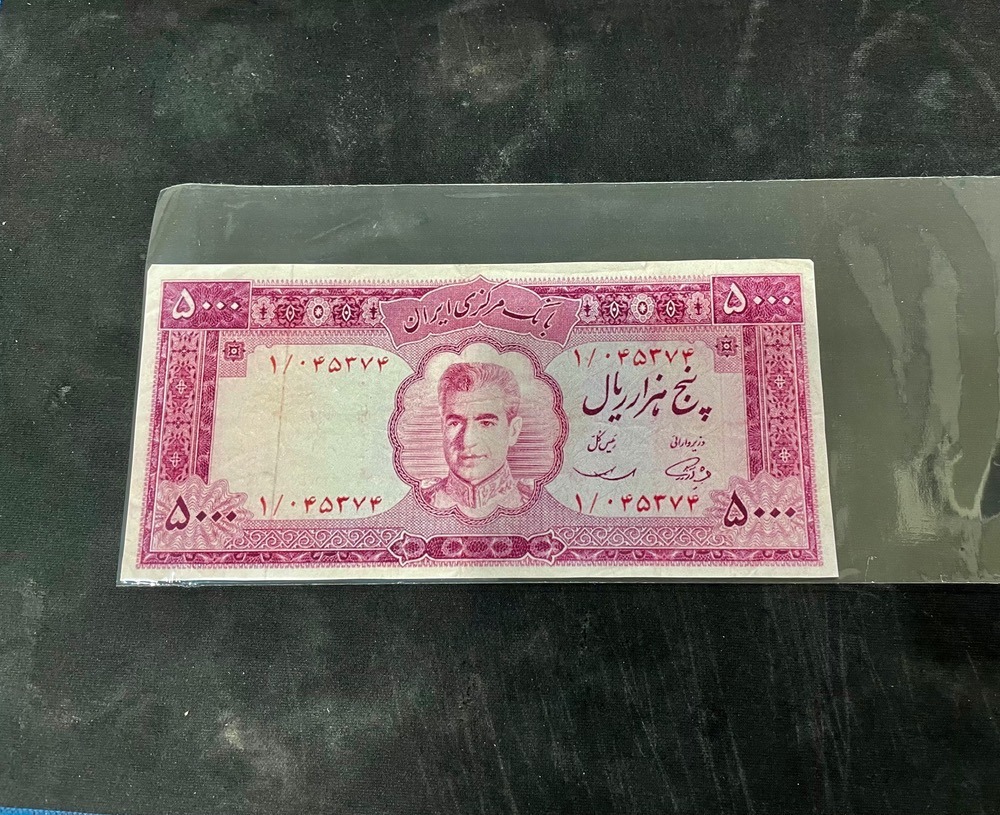 ۵۰۰۰
بانک مرکزی ایران
۵۰۰۰
۱/۰۴۵۳۷۴
۱/۰۴۵۳۷۴
پنج هزار ریال
وزیر دارائی
رئیس کل
۱/۰۴۵۳۷۴
۱/۰۴۵۳۷۴
۵۰۰۰
۵۰۰۰